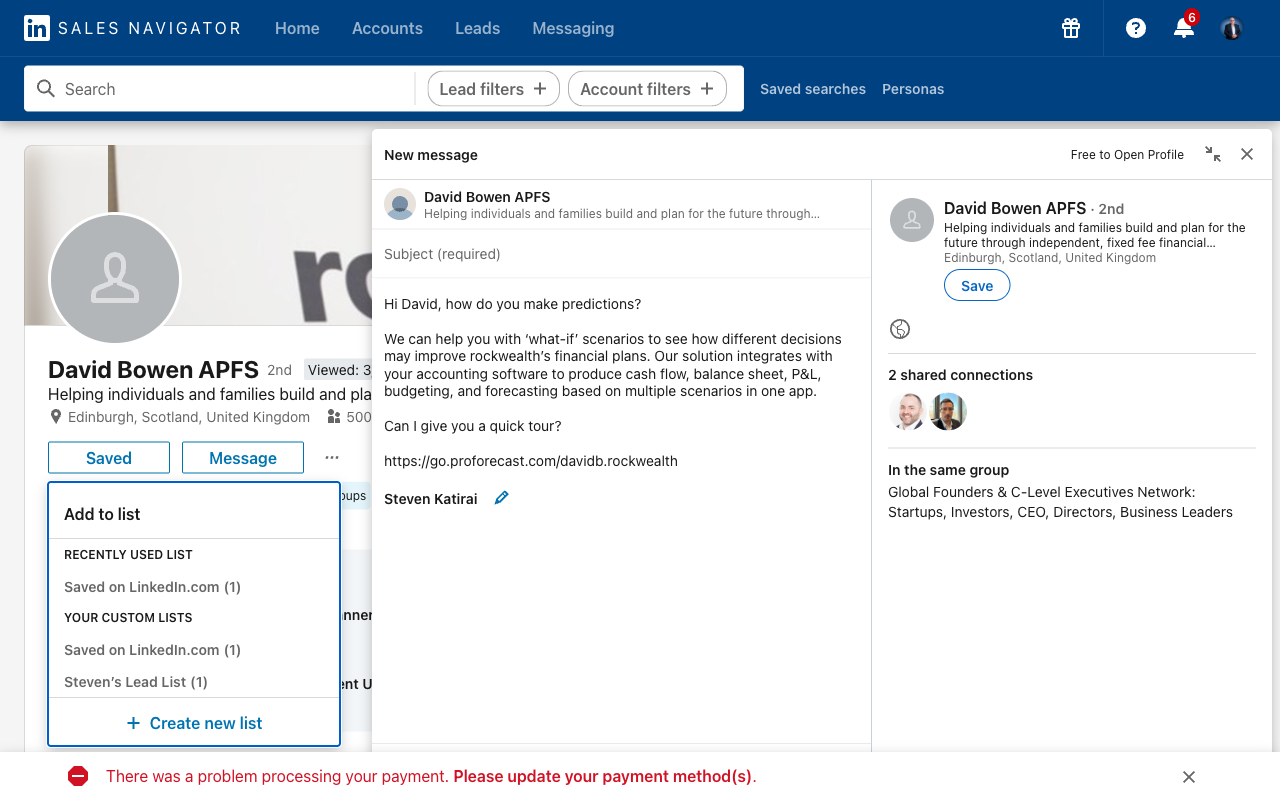 in SALES NAVIGATOR Home Accounts Leads Messaging 6
Search Lead filters + Account filters + Saved searches Personas
New message Free to Open Profile
David Bowen APFS
Helping individuals and families build and plan for the future through...
Subject (required)
Hi David, how do you make predictions?
We can help you with ‘what-if’ scenarios to see how different decisions
may improve rockwealth’s financial plans. Our solution integrates with
your accounting software to produce cash flow, balance sheet, P&L,
budgeting, and forecasting based on multiple scenarios in one app.
Can I give you a quick tour?
https://go.proforecast.com/davidb.rockwealth
Steven Katirai
David Bowen APFS · 2nd
Helping individuals and families build and plan for the
future through independent, fixed fee financial...
Edinburgh, Scotland, United Kingdom
Save
2 shared connections
In the same group
Global Founders & C-Level Executives Network:
Startups, Investors, CEO, Directors, Business Leaders
ro
David Bowen APFS 2nd Viewed: 3
Helping individuals and families build and pla
Edinburgh, Scotland, United Kingdom 500
Saved Message ...
oups
Add to list
RECENTLY USED LIST
Saved on LinkedIn.com (1)
YOUR CUSTOM LISTS
Saved on LinkedIn.com (1)
Steven’s Lead List (1)
+ Create new list
nner
ent U
There was a problem processing your payment. Please update your payment method(s).